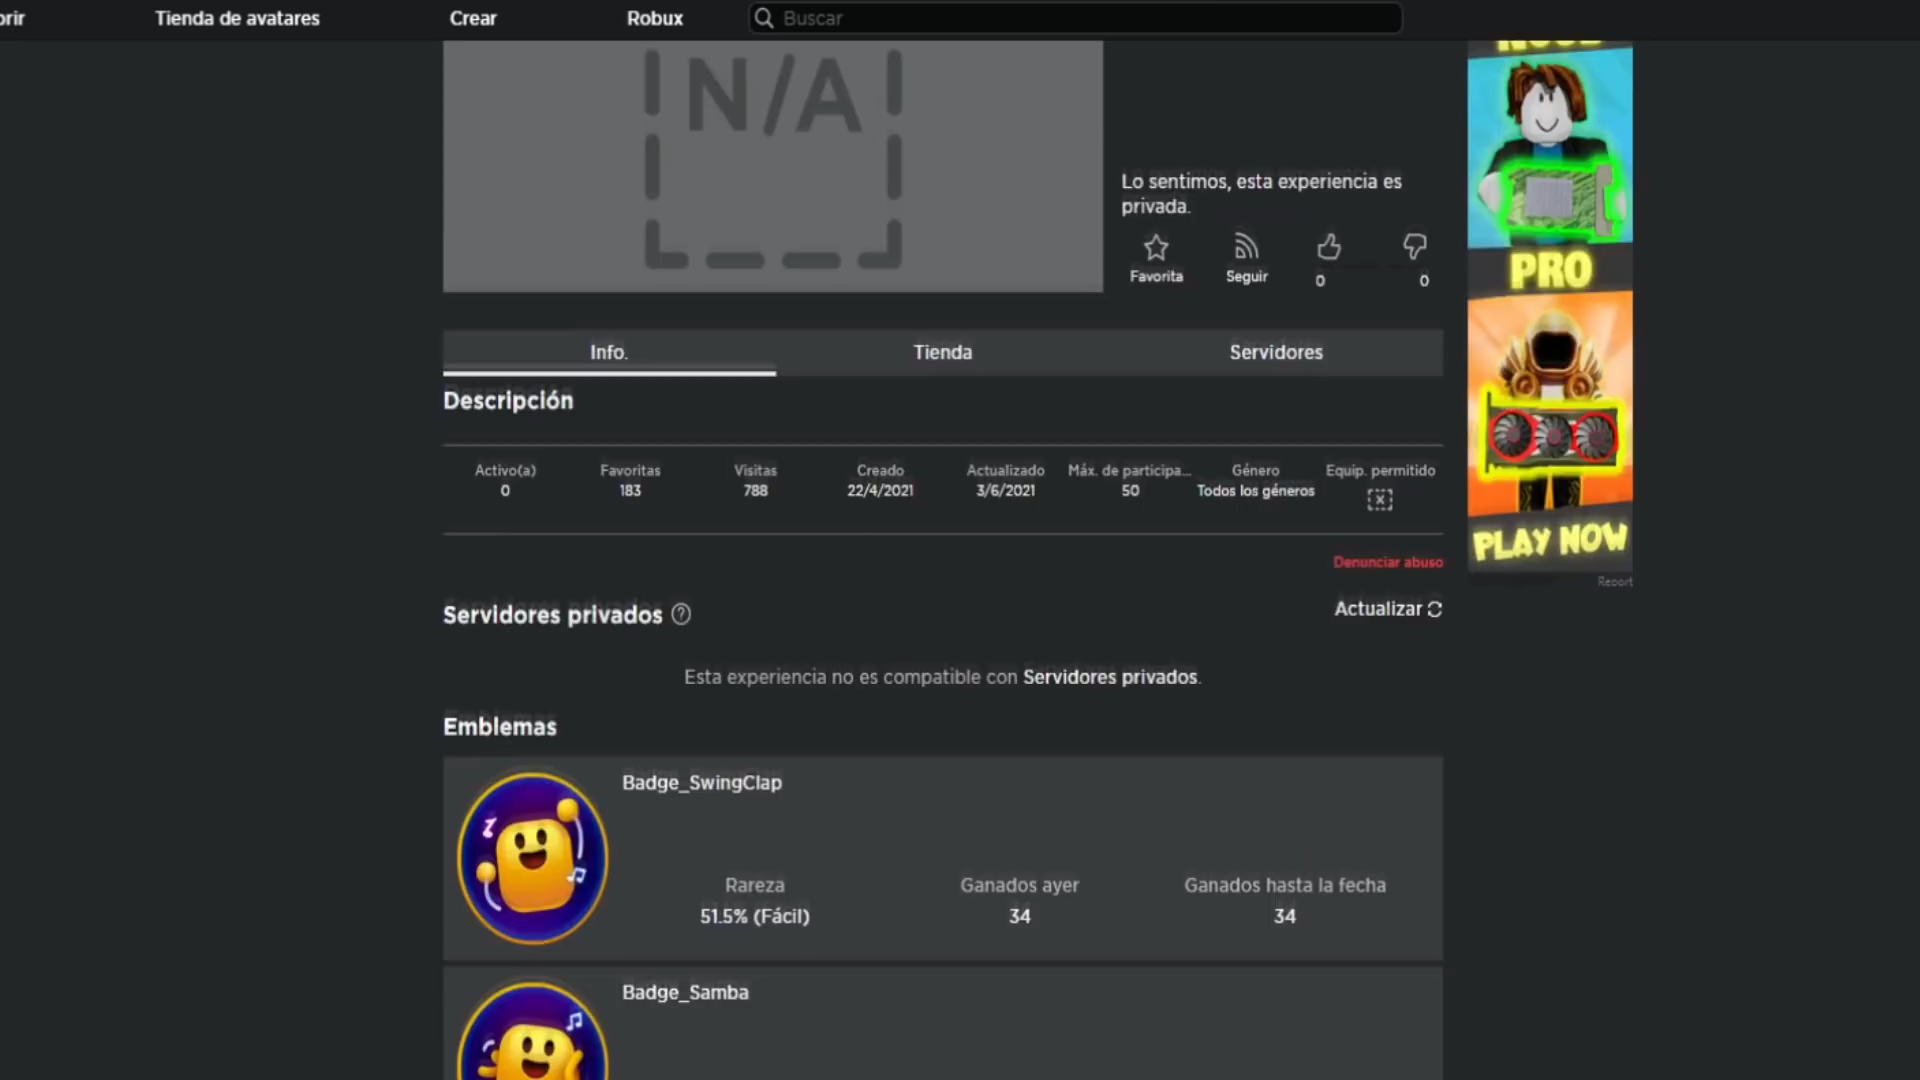 Tienda de avatares
Crear
Robux
Buscar
N/A
Lo sentimos, esta experiencia es
privada.
Favorita
Seguir
0
0
Info.
Tienda
Servidores
Descripción
Activo(a)
0
Favoritas
183
Visitas
788
Creado
22/4/2021
Actualizado
3/6/2021
Máx. de participa...
50
Género
Todos los géneros
Equip. permitido
Denunciar abuso
Servidores privados
Actualizar
Esta experiencia no es compatible con Servidores privados.
Emblemas
Badge_SwingClap
Rareza
51.5% (Fácil)
Ganados ayer
34
Ganados hasta la fecha
34
Badge_Samba
PRO
PLAY NOW
Report